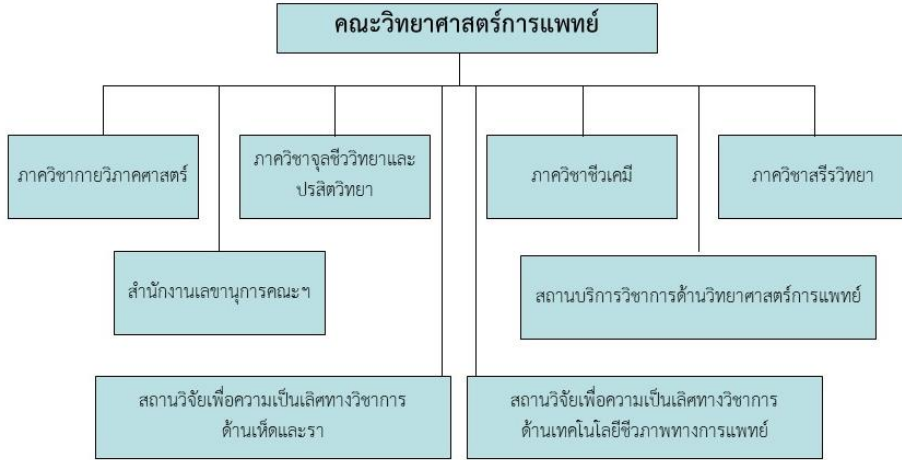 คณะวิทยาศาสตร์การแพทย์
ภาควิชากายวิภาคศาสตร์
ภาควิชาจุลชีววิทยาและ
ปรสิตวิทยา
ภาควิชาชีวเคมี
ภาควิชาสรีรวิทยา
สำนักงานเลขานุการคณะฯ
สถานบริการวิชาการด้านวิทยาศาสตร์การแพทย์
สถานวิจัยเพื่อความเป็นเลิศทางวิชาการ
ด้านเห็ดและรา
สถานวิจัยเพื่อความเป็นเลิศทางวิชาการ
ด้านเทคโนโลยีชีวภาพทางการแพทย์